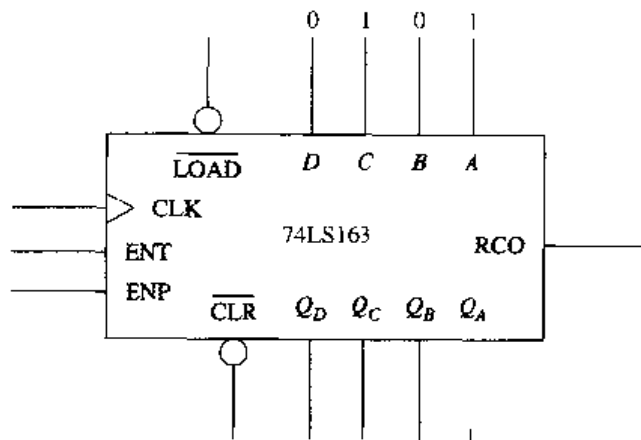 0 1 0 1
LOAD D C B A
CLK
74LS163
ENT
RCO
ENP
CLR Q_D Q_C Q_B Q_A